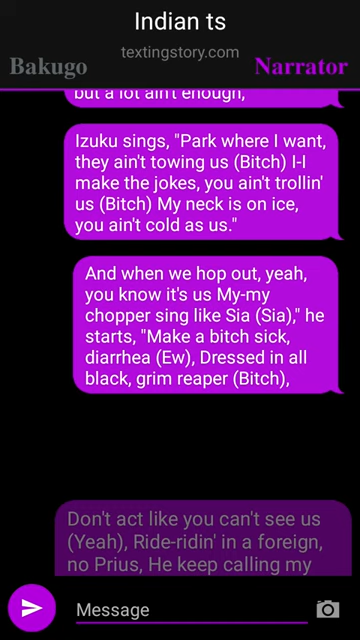 Indian ts
textingstory.com
Bakugo
Narrator
but a lot ain't enough,
Izuku sings, "Park where I want,
they ain't towing us (Bitch) I-I
make the jokes, you ain't trollin'
us (Bitch) My neck is on ice,
you ain't cold as us."
And when we hop out, yeah,
you know it's us My-my
chopper sing like Sia (Sia)," he
starts, "Make a bitch sick,
diarrhea (Ew), Dressed in all
black, grim reaper (Bitch),
Don't act like you can't see us
(Yeah), Ride-ridin' in a foreign,
no Prius, He keep calling my
Message